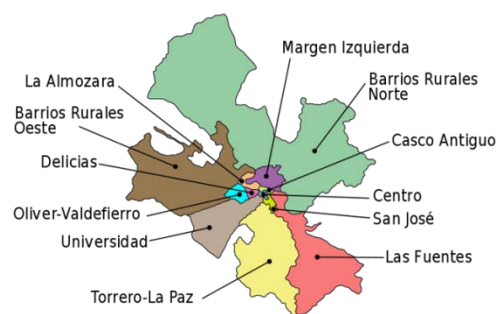 Margen Izquierda
La Almozara
Barrios Rurales
Norte
Barrios Rurales
Oeste
Casco Antiguo
Delicias
Centro
Oliver-Valdefierro
San José
Universidad
Las Fuentes
Torrero-La Paz